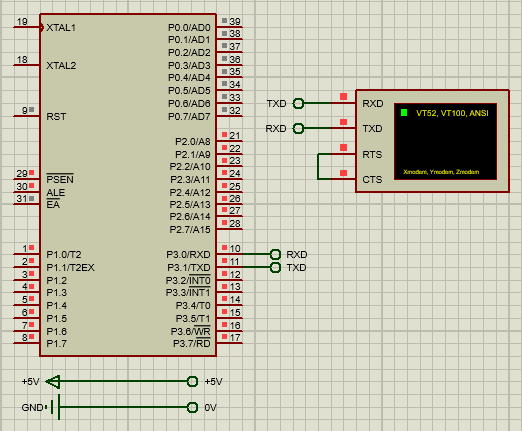 19 XTAL1 P0.0/AD0 39
P0.1/AD1 38
P0.2/AD2 37
18 XTAL2 P0.3/AD3 36
P0.4/AD4 35
P0.5/AD5 34
P0.6/AD6 33
9 RST P0.7/AD7 32
P2.0/A8 21
P2.1/A9 22
P2.2/A10 23
29 PSEN P2.3/A11 24
30 ALE P2.4/A12 25
31 EA P2.5/A13 26
P2.6/A14 27
P2.7/A15 28
1 P1.0/T2 P3.0/RXD 10 RXD
2 P1.1/T2EX P3.1/TXD 11 TXD
3 P1.2 P3.2/INT0 12
4 P1.3 P3.3/INT1 13
5 P1.4 P3.4/T0 14
6 P1.5 P3.5/T1 15
7 P1.6 P3.6/WR 16
8 P1.7 P3.7/RD 17
TXD RXD
RXD TXD
RTS
CTS
VT52, VT100, ANSI
Xmodem, Ymodem, Zmodem
+5V +5V
GND 0V